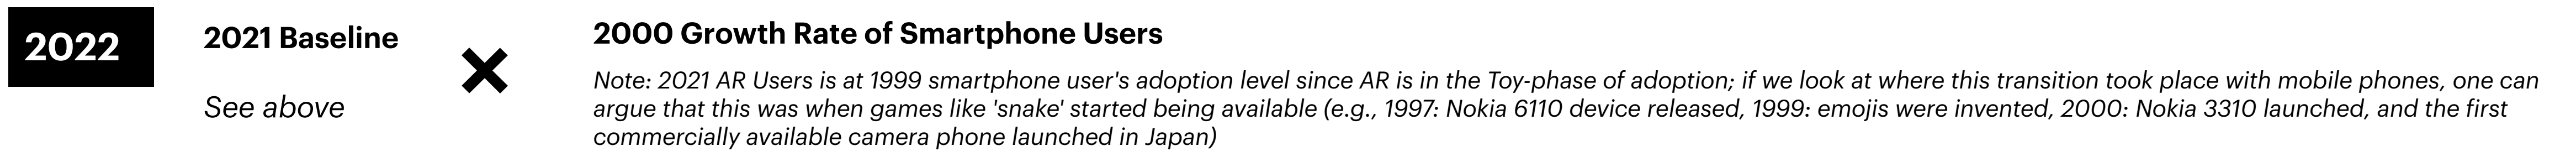 2022
2021 Baseline
See above
2000 Growth Rate of Smartphone Users
Note: 2021 AR Users is at 1999 smartphone user's adoption level since AR is in the Toy-phase of adoption; if we look at where this transition took place with mobile phones, one can
argue that this was when games like 'snake' started being available (e.g., 1997: Nokia 6110 device released, 1999: emojis were invented, 2000: Nokia 3310 launched, and the first
commercially available camera phone launched in Japan)